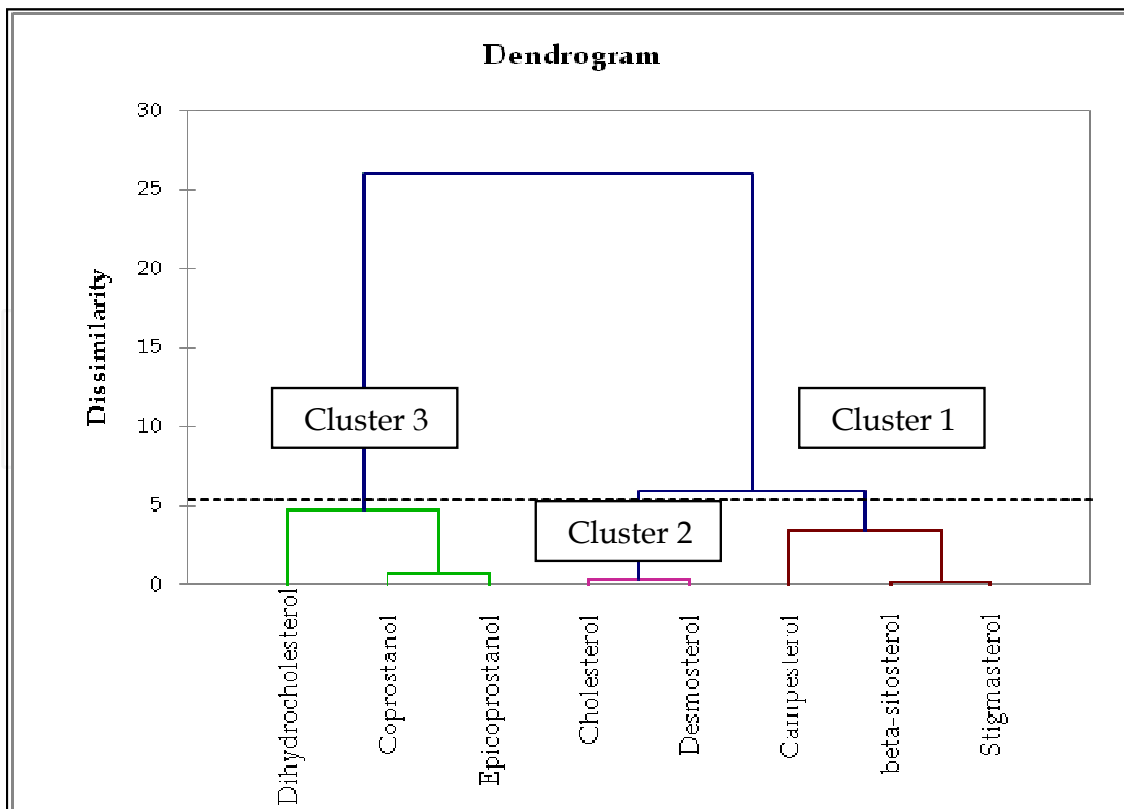 Dendrogram
30
25
20
15
10
5
0
Dissimilarity
Cluster 3
Cluster 1
Cluster 2
Dihydrocholesterol
Coprostanol
Epicoprostanol
Cholesterol
Desmosterol
Campesterol
beta-sitosterol
Stigmasterol